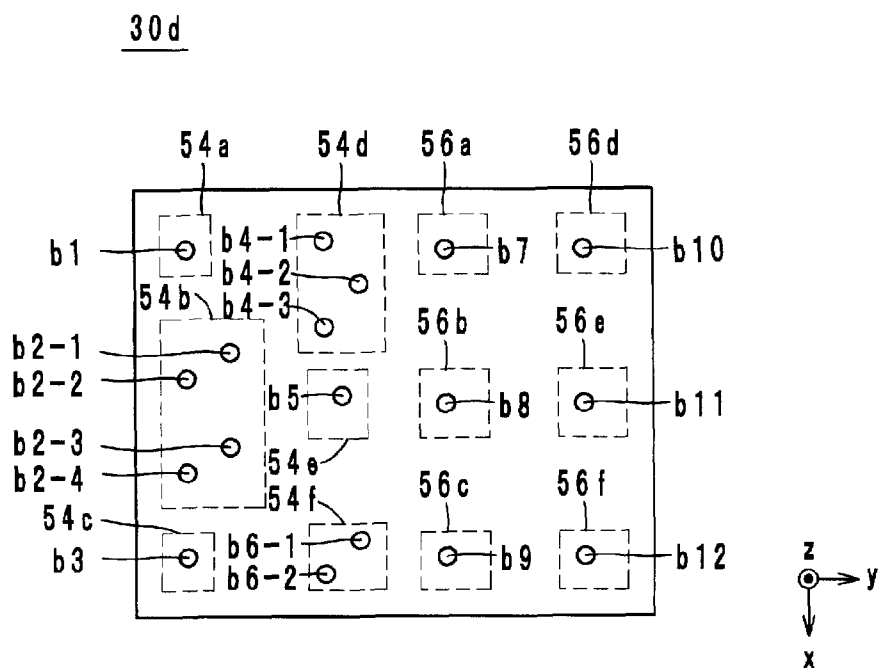 30d
54a 54d 56a 56d
b1 b4-1 b7 b10
b4-2
54b b4-3
56b 56e
b2-1
b2-2 b5 b8 b11
b2-3
b2-4 54e
54c 54f 56c 56f
b3 b6-1 b9 b12
b6-2
z
y
x